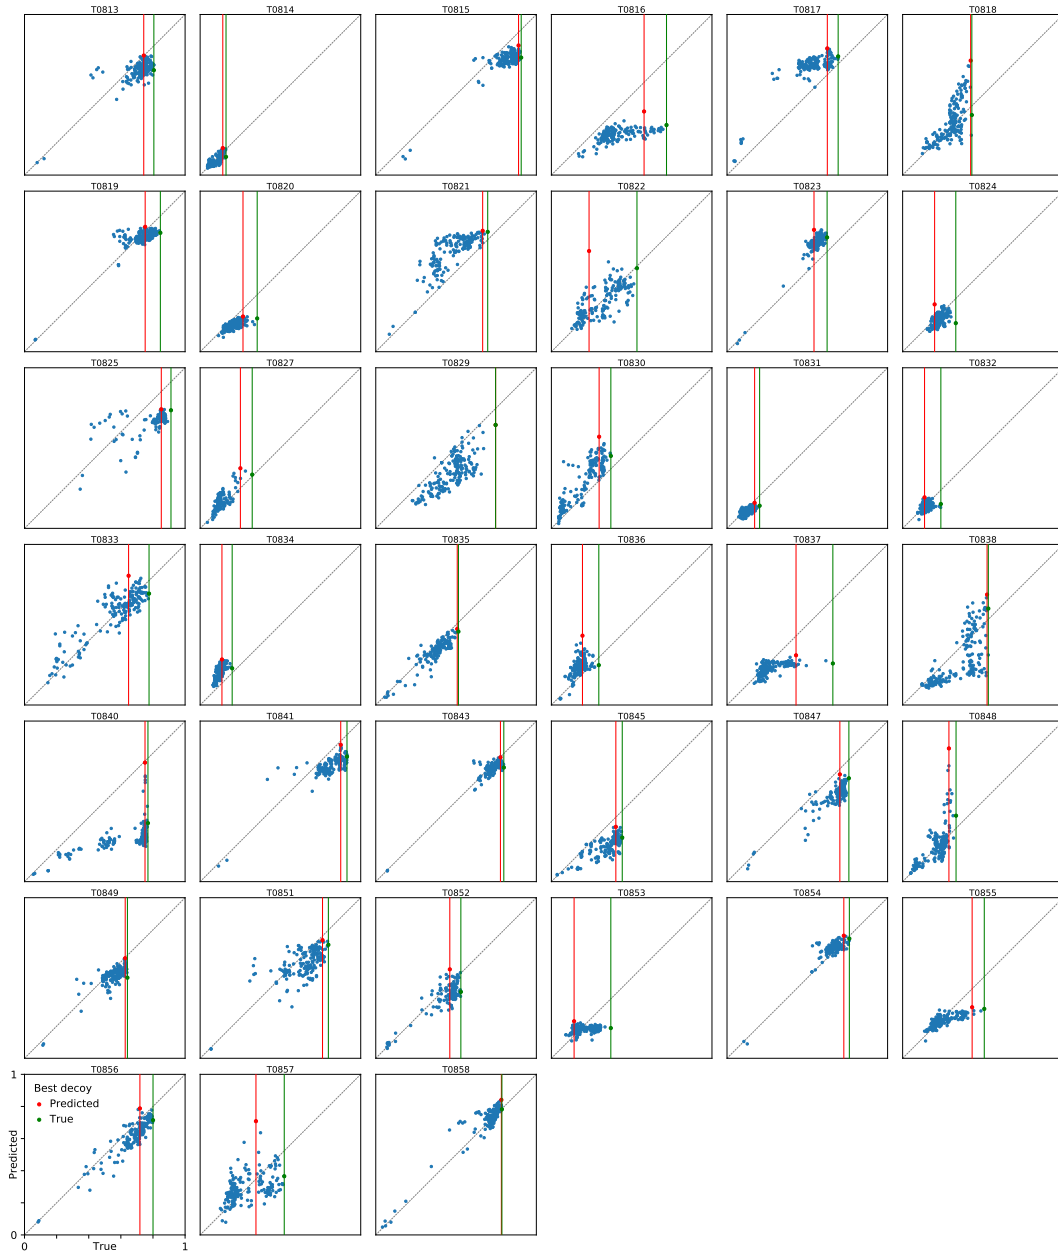 T0813 T0814 T0815 T0816 T0817 T0818
T0819 T0820 T0821 T0822 T0823 T0824
T0825 T0827 T0829 T0830 T0831 T0832
T0833 T0834 T0835 T0836 T0837 T0838
T0840 T0841 T0843 T0845 T0847 T0848
T0849 T0851 T0852 T0853 T0854 T0855
T0856 T0857 T0858
1
Best decoy
Predicted
True
Predicted
0
0 True 1